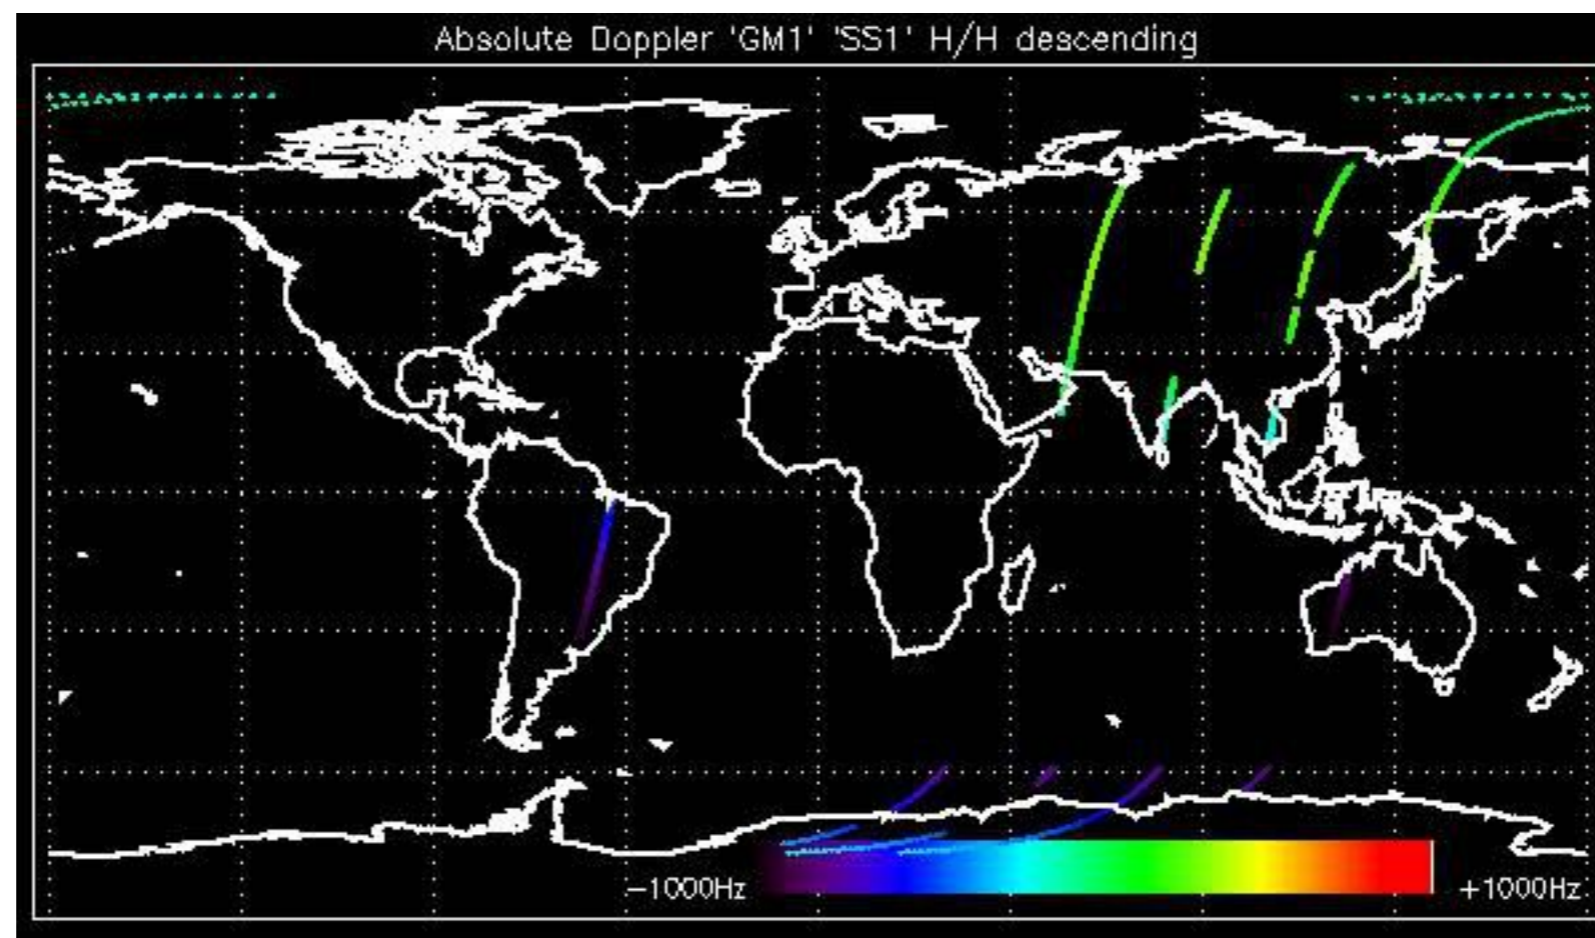 Absolute Doppler 'GM1' 'SS1' H/H descending
-1000Hz
+1000Hz